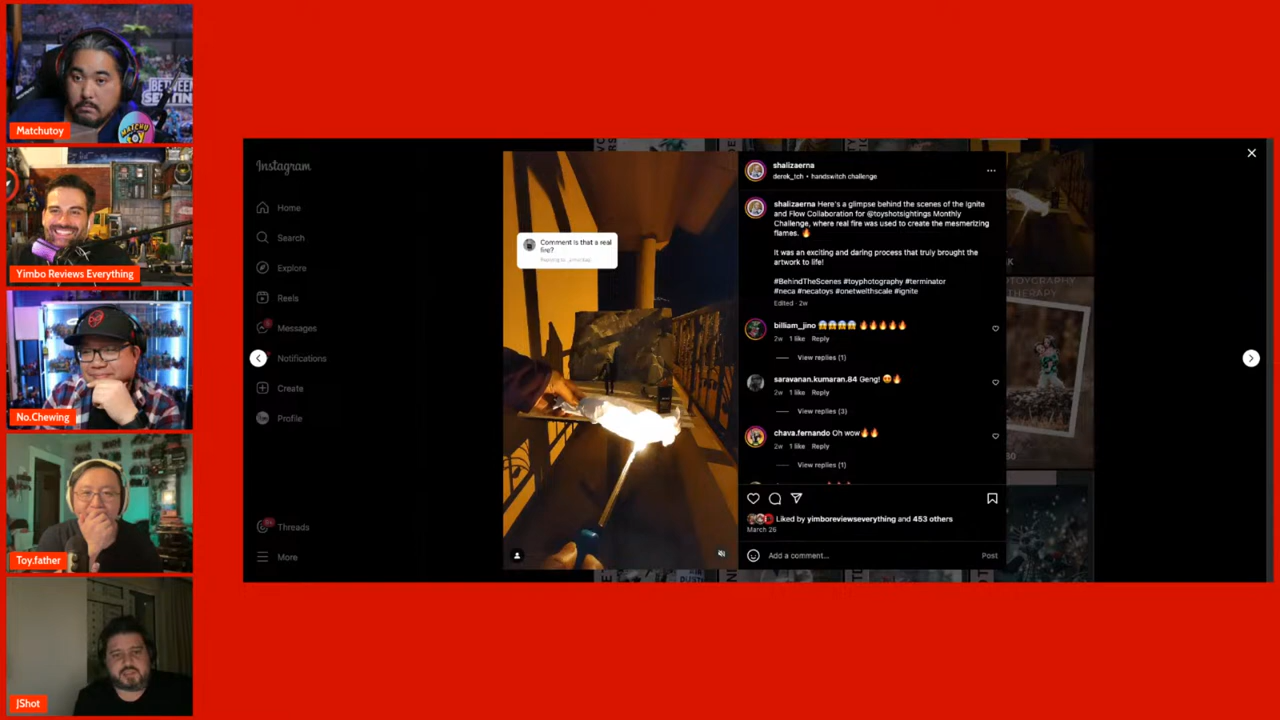 BETWEEN
SENTINE
MATCHU
TOY
Matchutoy
Yimbo Reviews Everything
No.Chewing
Toy.father
JShot
Instagram
Home
Search
Explore
Reels
Messages
Notifications
Create
Profile
Threads
More
Comment Is that a real
fire?
shalizaerna
derek_tch • handswitch challenge
shalizaerna Here's a glimpse behind the scenes of the Ignite
and Flow Collaboration for @toyshotsightings Monthly
Challenge, where real fire was used to create the mesmerizing
flames. 🔥
It was an exciting and daring process that truly brought the
artwork to life!
#BehindTheScenes #toyphotography #terminator
#neca #necatoys #onetwelthscale #ignite
Edited · 2w
billiam_jino 😱😱😱😱 🔥🔥🔥🔥🔥
2w 1 like Reply
View replies (1)
saravanan.kumaran.84 Geng! 😍🔥
2w 1 like Reply
View replies (3)
chava.fernando Oh wow🔥🔥
2w 1 like Reply
View replies (1)
Liked by yimboreviewseverything and 453 others
March 26
Add a comment...
Post
THERAPY